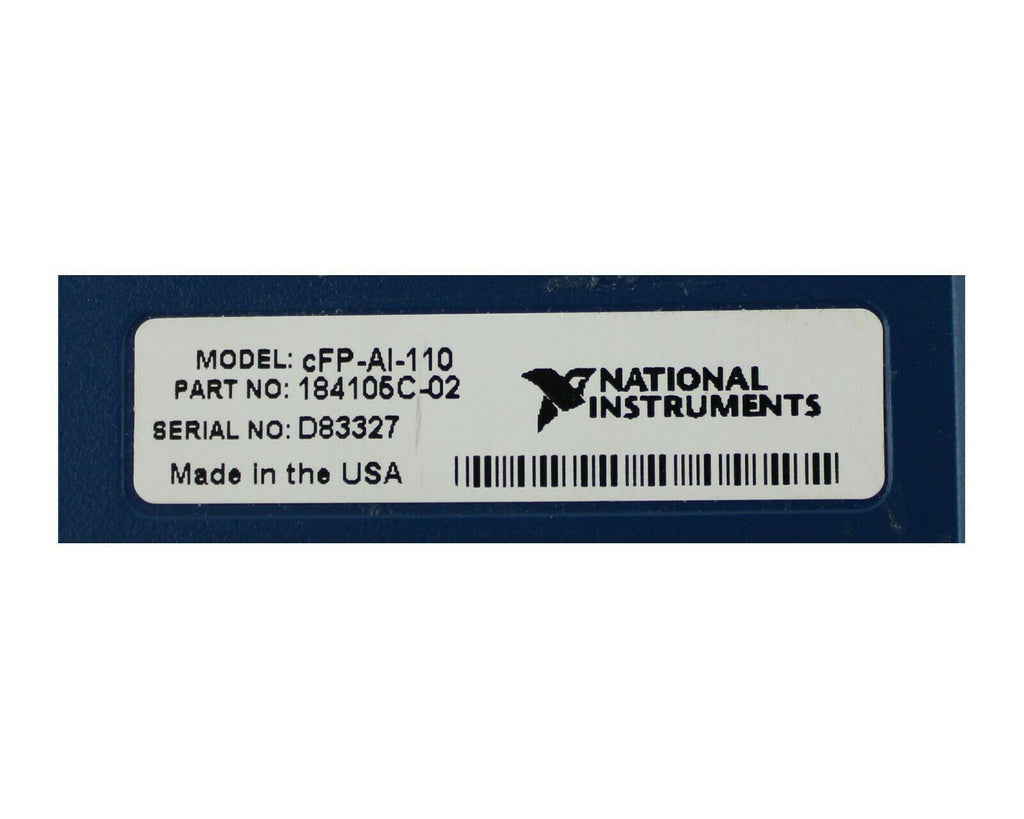 MODEL: cFP-AI-110
PART NO: 184105C-02
SERIAL NO: D83327
Made in the USA
NATIONAL
INSTRUMENTS